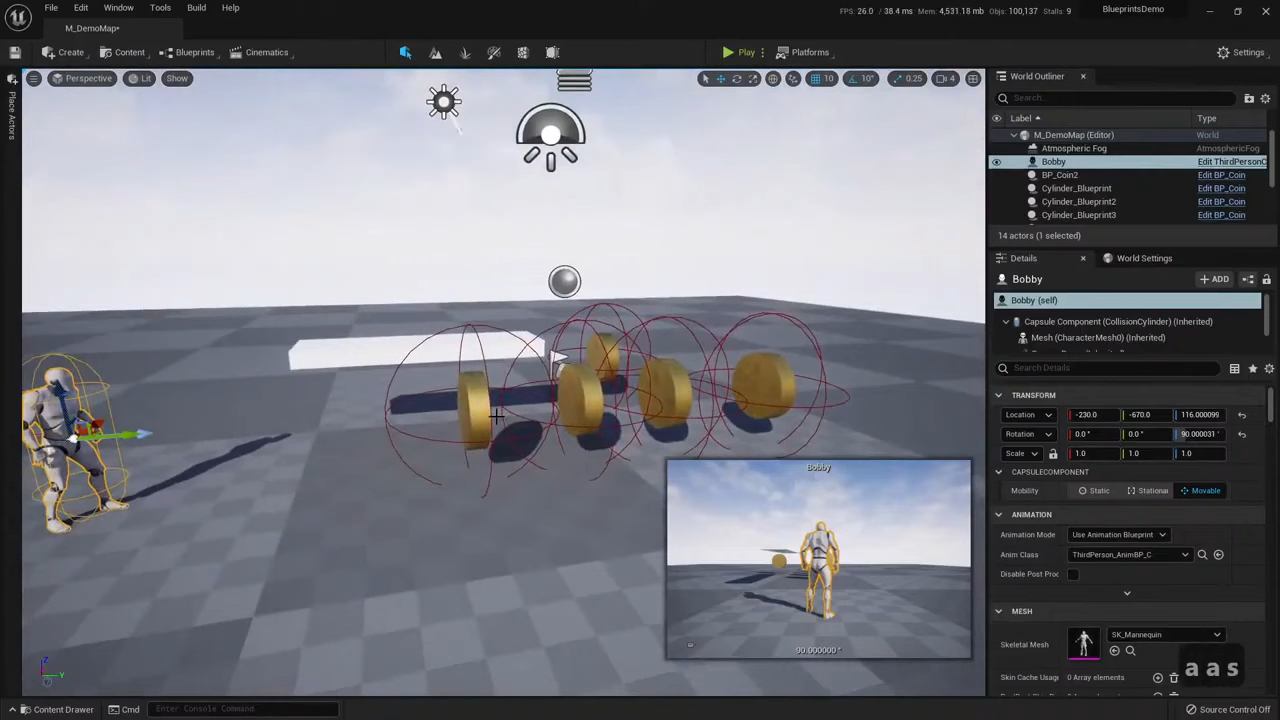 File Edit Window Tools Build Help
FPS: 26.0 / 38.4 ms Mem: 4,531.18 mb Objs: 100,137 Stalls: 9
BlueprintsDemo
M_DemoMap*
Create Content Blueprints Cinematics Play Platforms Settings
Perspective Lit Show
10 10° 0.25 4
World Outliner
Place Actors
Search...
Label Type
M_DemoMap (Editor) World
Atmospheric Fog AtmosphericFog
Bobby Edit ThirdPersonC
BP_Coin2 Edit BP_Coin
Cylinder_Blueprint Edit BP_Coin
Cylinder_Blueprint2 Edit BP_Coin
Cylinder_Blueprint3 Edit BP_Coin
14 actors (1 selected)
Details World Settings
Bobby ADD
Bobby (self)
Capsule Component (CollisionCylinder) (Inherited)
Mesh (CharacterMesh0) (Inherited)
Search Details
TRANSFORM
Location -230.0 -670.0 116.000099
Rotation 0.0 ° 0.0 ° 90.000031 °
Scale 1.0 1.0 1.0
CAPSULECOMPONENT
Mobility Static Stational Movable
ANIMATION
Animation Mode Use Animation Blueprint
Anim Class ThirdPerson_AnimBP_C
Disable Post Proc
MESH
Skeletal Mesh SK_Mannequin
Skin Cache Usage 0 Array elements
Bobby
90.000000 °
a a s
Z
Y
Content Drawer Cmd Enter Console Command Source Control Off